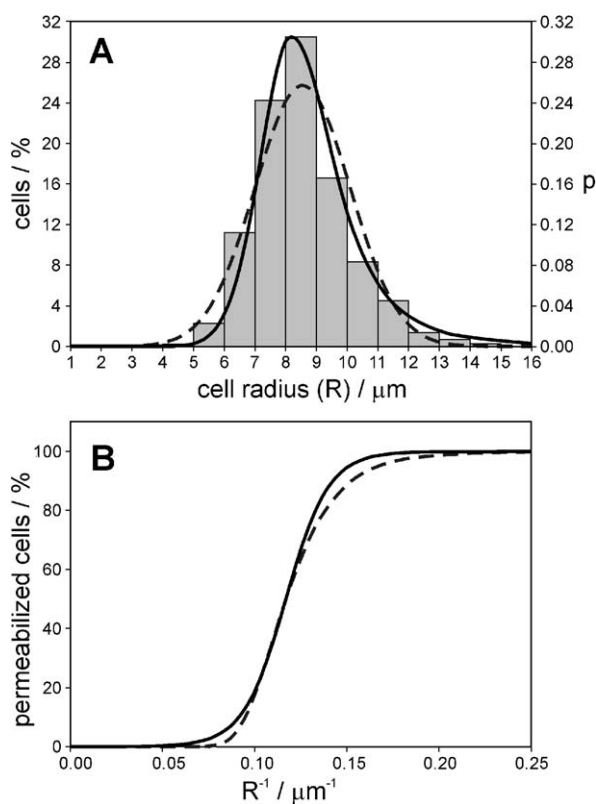 A
32
28
24
20
16
12
8
4
0
cells / %
0.32
0.28
0.24
0.20
0.16
0.12
0.08
0.04
0.00
p
1 2 3 4 5 6 7 8 9 10 11 12 13 14 15 16
cell radius (R) / μm
B
100
80
60
40
20
0
permeabilized cells / %
0.00 0.05 0.10 0.15 0.20 0.25
R⁻¹ / μm⁻¹